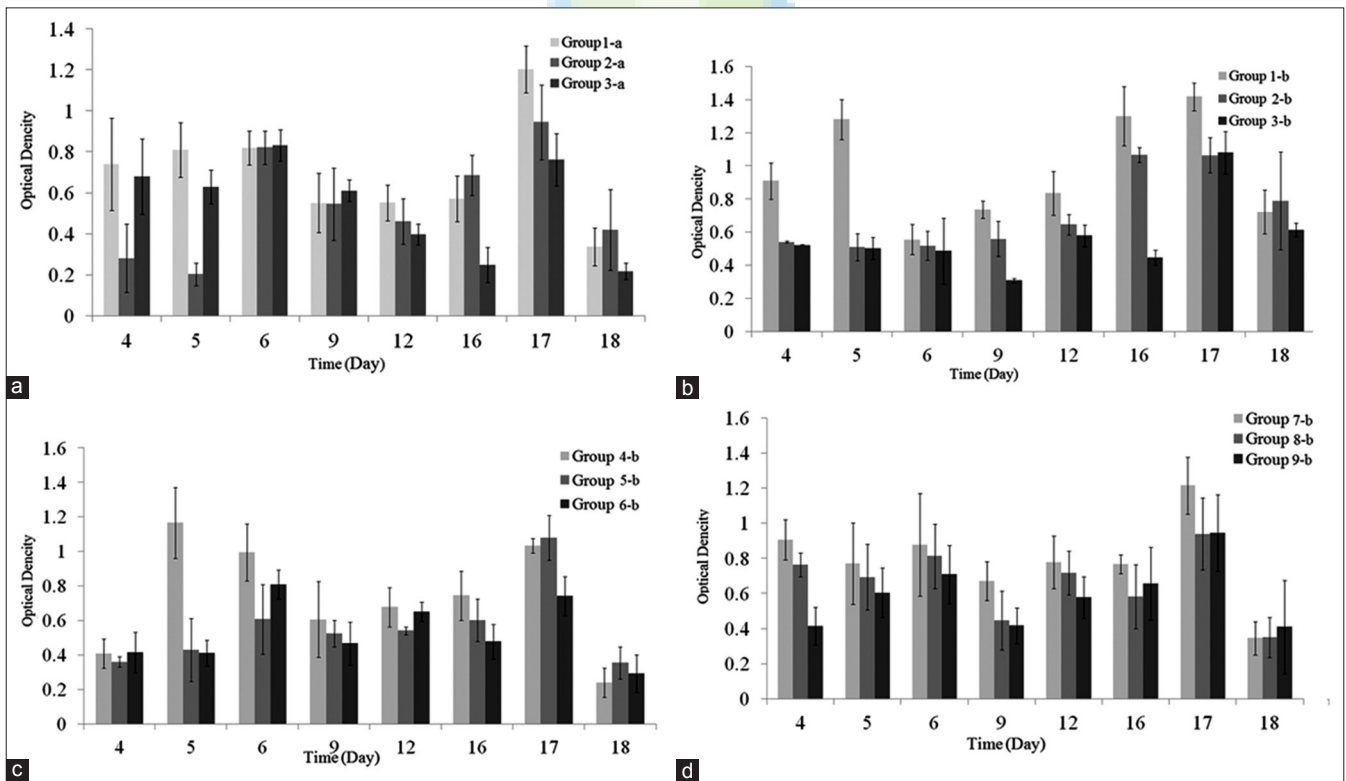 1.4
1.2
1
0.8
0.6
0.4
0.2
0
Optical Dencity
Group1-a
Group 2-a
Group 3-a
4 5 6 9 12 16 17 18
Time (Day)
a
1.6
1.4
1.2
1
0.8
0.6
0.4
0.2
0
Optical Dencity
Group 1-b
Group 2-b
Group 3-b
4 5 6 9 12 16 17 18
Time (Day)
b
1.6
1.4
1.2
1
0.8
0.6
0.4
0.2
0
Optical Dencity
Group 4-b
Group 5-b
Group 6-b
4 5 6 9 12 16 17 18
Time (Day)
c
1.6
1.4
1.2
1
0.8
0.6
0.4
0.2
0
Optical Dencity
Group 7-b
Group 8-b
Group 9-b
4 5 6 9 12 16 17 18
Time (Day)
d